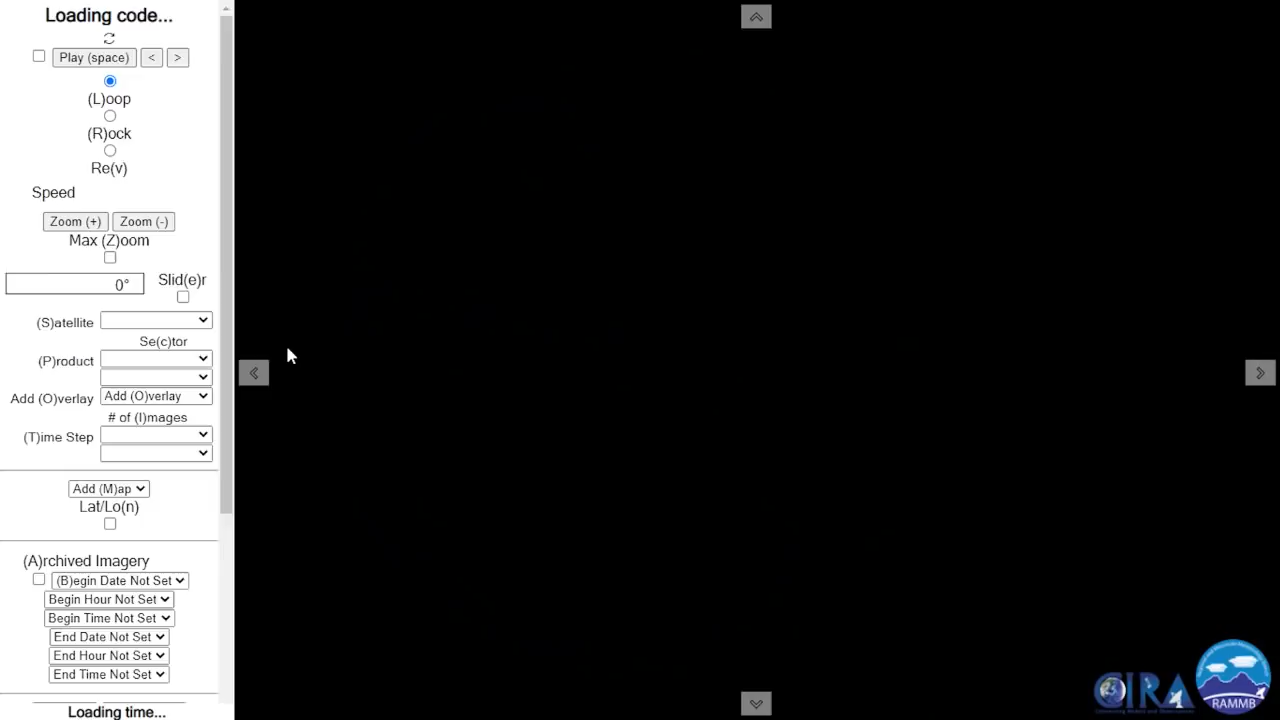 Loading code...
Play (space) < >
(L)oop
(R)ock
Re(v)
Speed
Zoom (+) Zoom (-)
Max (Z)oom
0° Slid(e)r
(S)atellite
Se(c)tor
(P)roduct
Add (O)verlay Add (O)verlay
# of (I)mages
(T)ime Step
Add (M)ap
Lat/Lo(n)
(A)rchived Imagery
(B)egin Date Not Set
Begin Hour Not Set
Begin Time Not Set
End Date Not Set
End Hour Not Set
End Time Not Set
Loading time...
CIRA
RAMMB